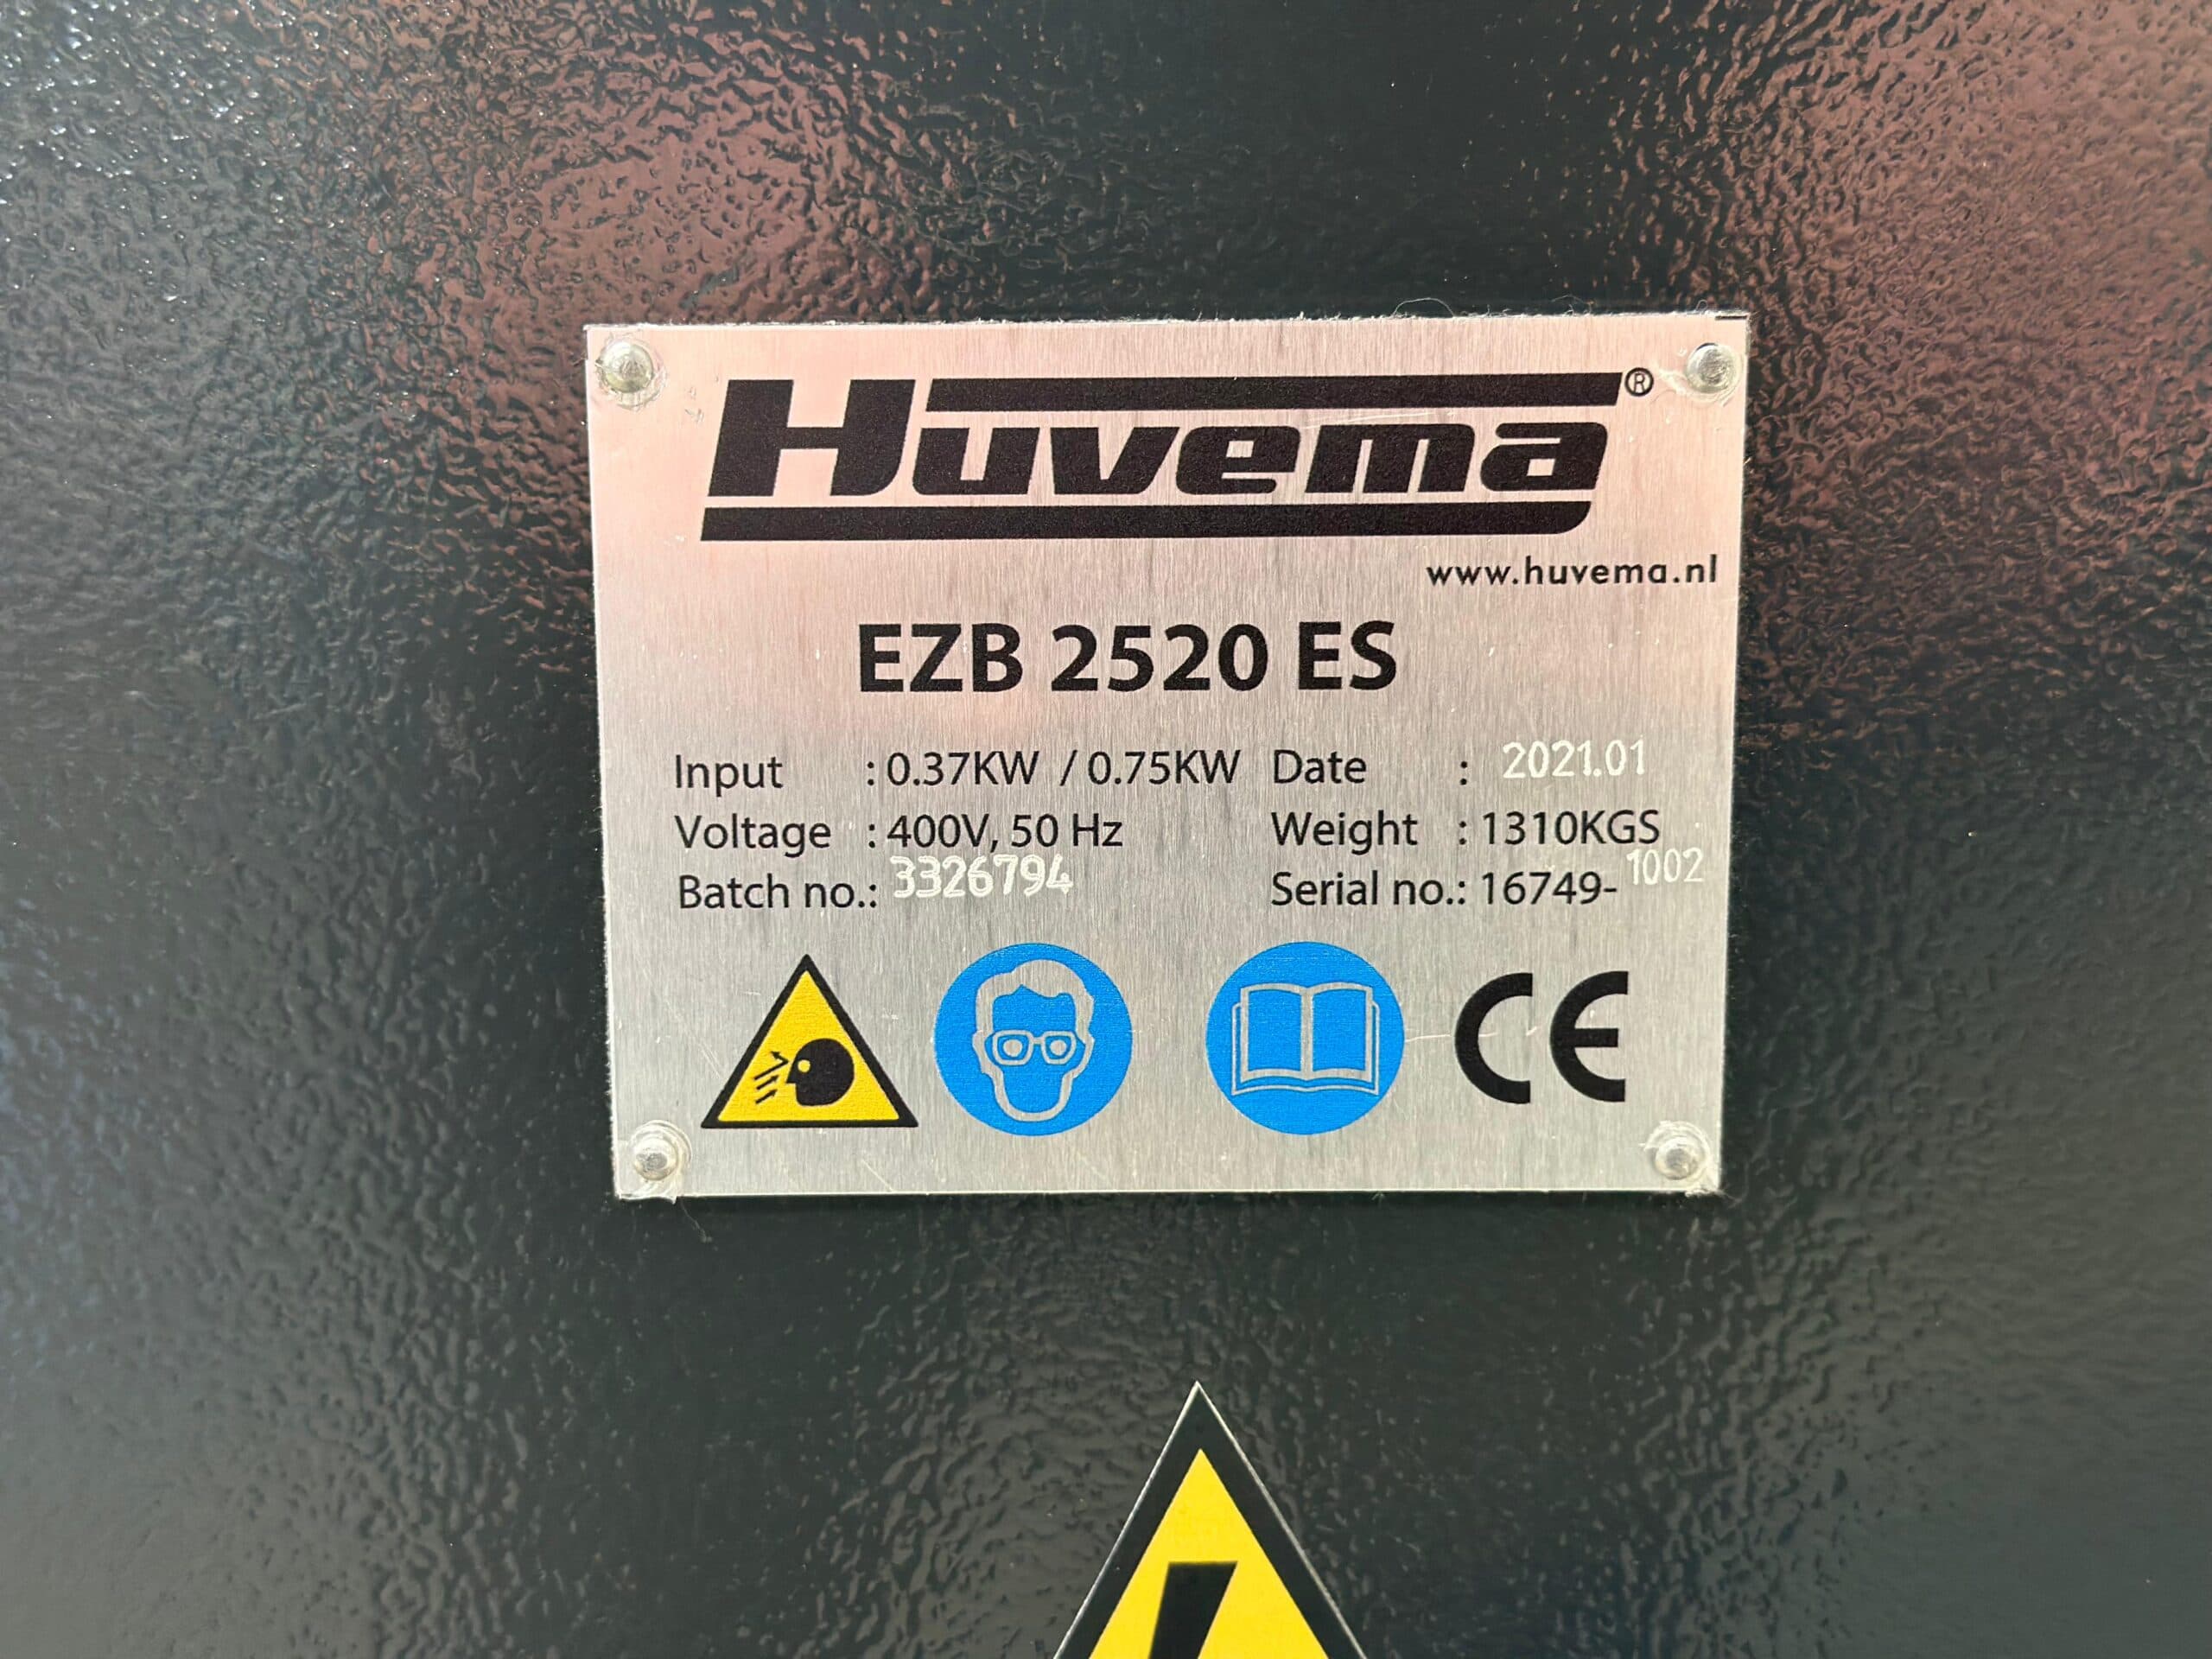 Huvema®
www.huvema.nl
EZB 2520 ES
Input : 0.37KW / 0.75KW Date : 2021.01
Voltage : 400V, 50 Hz Weight : 1310KGS
Batch no.: 3326794 Serial no.: 16749-1002
CE